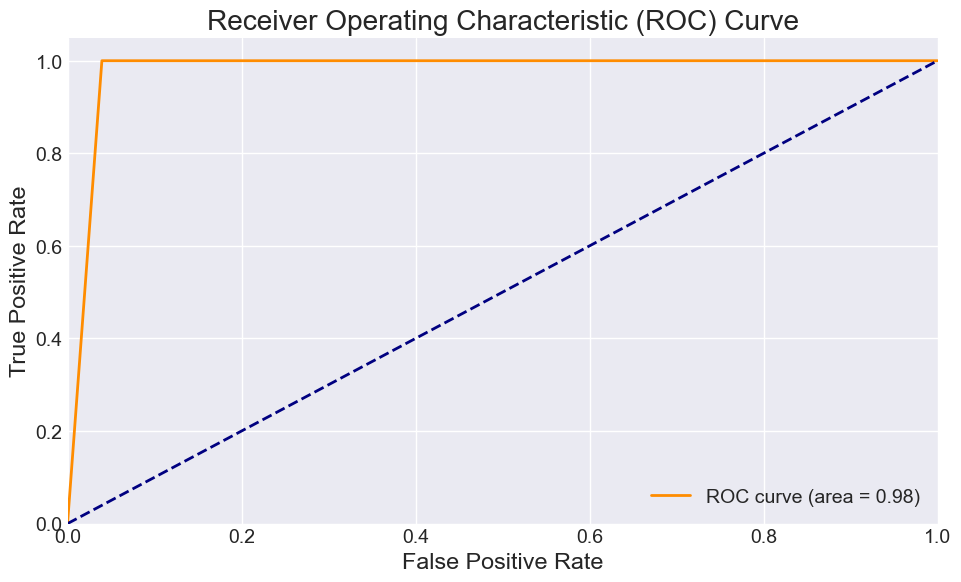 Receiver Operating Characteristic (ROC) Curve
1.0
0.8
0.6
0.4
0.2
0.0
True Positive Rate
ROC curve (area = 0.98)
0.0 0.2 0.4 0.6 0.8 1.0
False Positive Rate